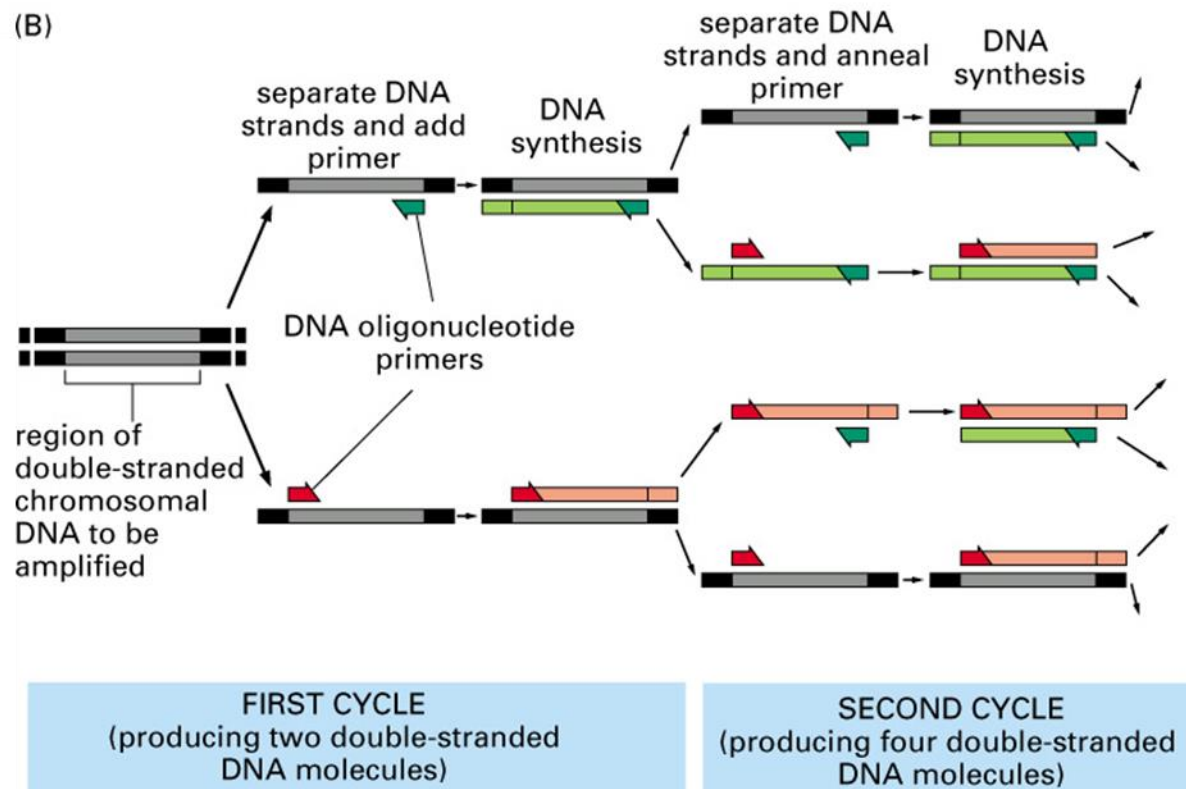 (B)
separate DNA
strands and add
primer
DNA
synthesis
separate DNA
strands and anneal
primer
DNA
synthesis
DNA oligonucleotide
primers
region of
double-stranded
chromosomal
DNA to be
amplified
FIRST CYCLE
(producing two double-stranded
DNA molecules)
SECOND CYCLE
(producing four double-stranded
DNA molecules)